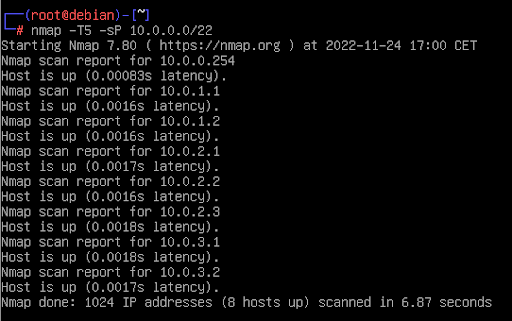 ┌──(root@debian)-[~]
└─# nmap -T5 -sP 10.0.0.0/22
Starting Nmap 7.80 ( https://nmap.org ) at 2022-11-24 17:00 CET
Nmap scan report for 10.0.0.254
Host is up (0.00083s latency).
Nmap scan report for 10.0.1.1
Host is up (0.0016s latency).
Nmap scan report for 10.0.1.2
Host is up (0.0016s latency).
Nmap scan report for 10.0.2.1
Host is up (0.0017s latency).
Nmap scan report for 10.0.2.2
Host is up (0.0016s latency).
Nmap scan report for 10.0.2.3
Host is up (0.0018s latency).
Nmap scan report for 10.0.3.1
Host is up (0.0018s latency).
Nmap scan report for 10.0.3.2
Host is up (0.0017s latency).
Nmap done: 1024 IP addresses (8 hosts up) scanned in 6.87 seconds